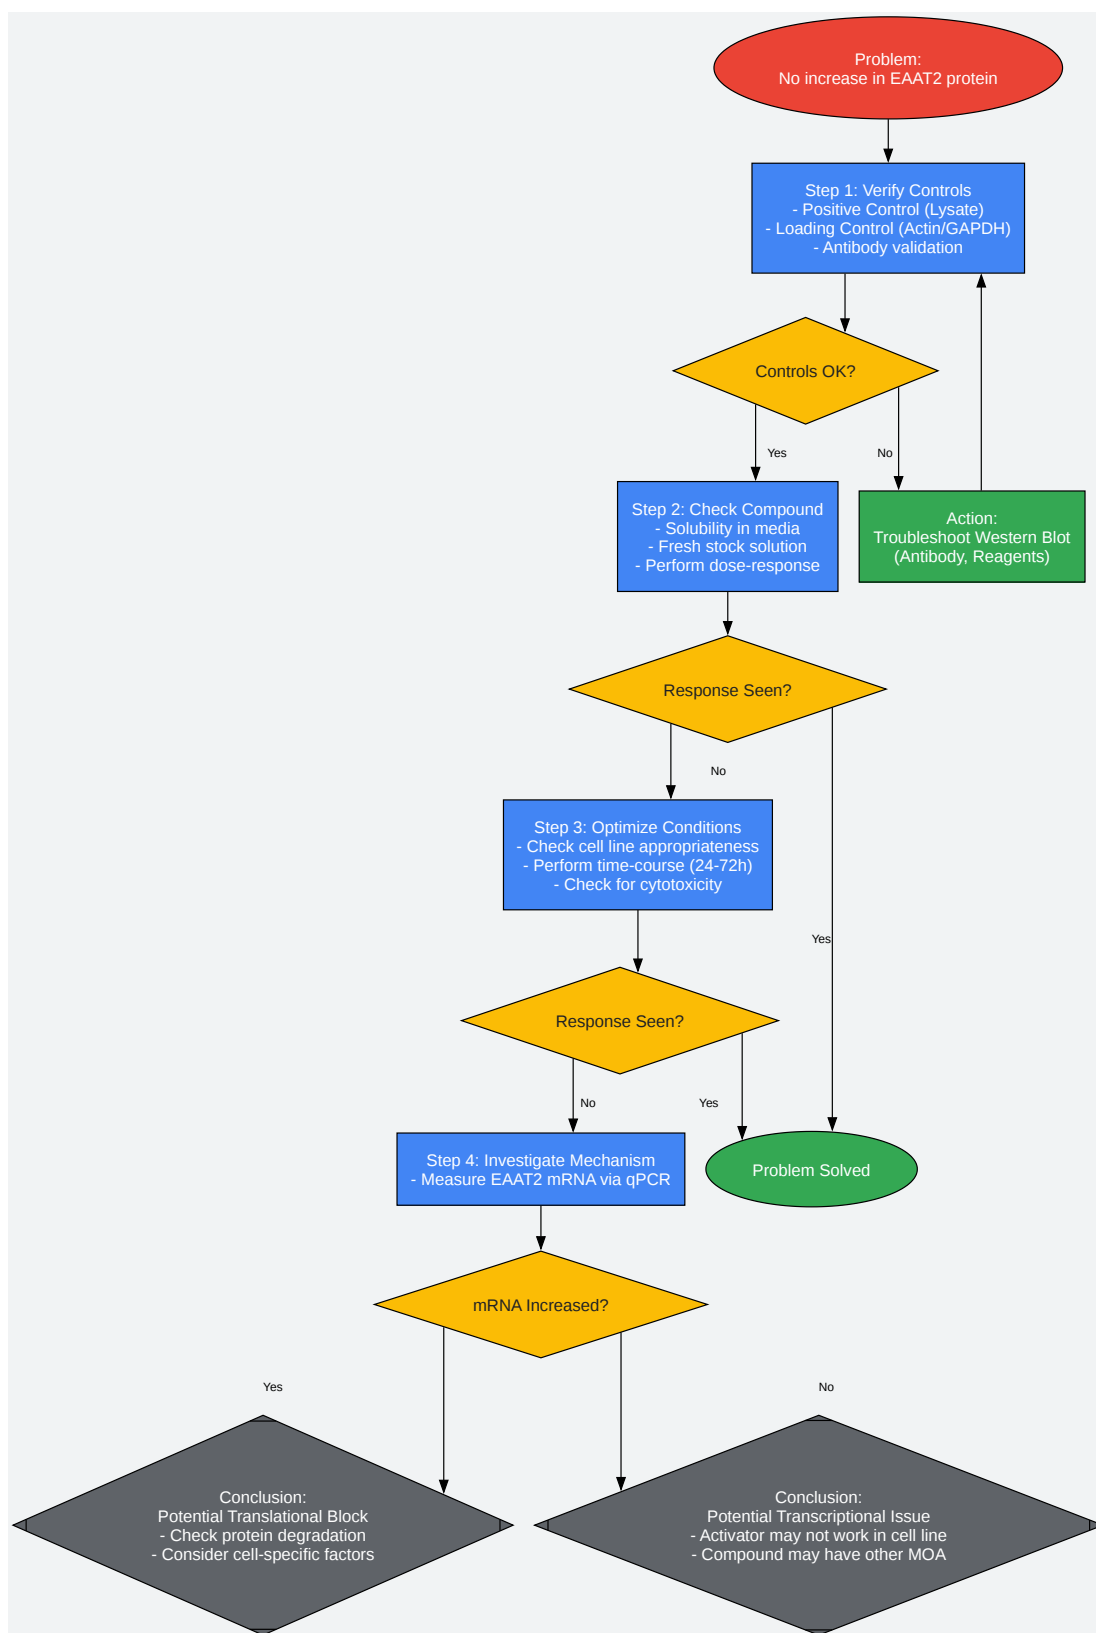 Problem:
No increase in EAAT2 protein
Step 1: Verify Controls
- Positive Control (Lysate)
- Loading Control (Actin/GAPDH)
- Antibody validation
Controls OK?
Yes
No
Step 2: Check Compound
- Solubility in media
- Fresh stock solution
- Perform dose-response
Action:
Troubleshoot Western Blot
(Antibody, Reagents)
Response Seen?
No
Step 3: Optimize Conditions
- Check cell line appropriateness
- Perform time-course (24-72h)
- Check for cytotoxicity
Yes
Response Seen?
No
Yes
Step 4: Investigate Mechanism
- Measure EAAT2 mRNA via qPCR
Problem Solved
mRNA Increased?
Yes
No
Conclusion:
Potential Translational Block
- Check protein degradation
- Consider cell-specific factors
Conclusion:
Potential Transcriptional Issue
- Activator may not work in cell line
- Compound may have other MOA